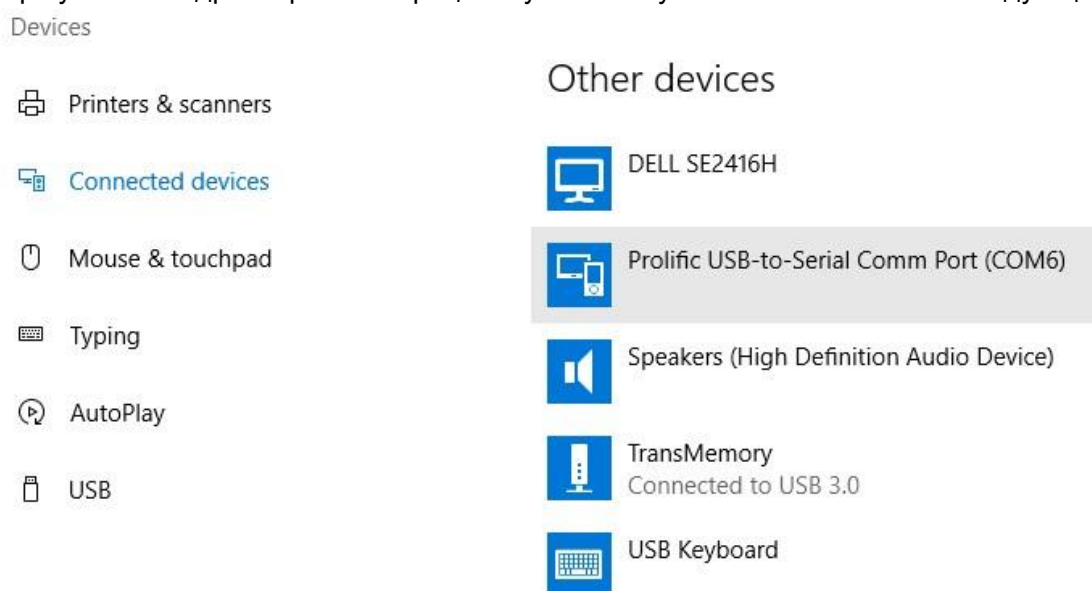 Devices
Printers & scanners
Connected devices
Mouse & touchpad
Typing
AutoPlay
USB
Other devices
DELL SE2416H
Prolific USB-to-Serial Comm Port (COM6)
Speakers (High Definition Audio Device)
TransMemory
Connected to USB 3.0
USB Keyboard